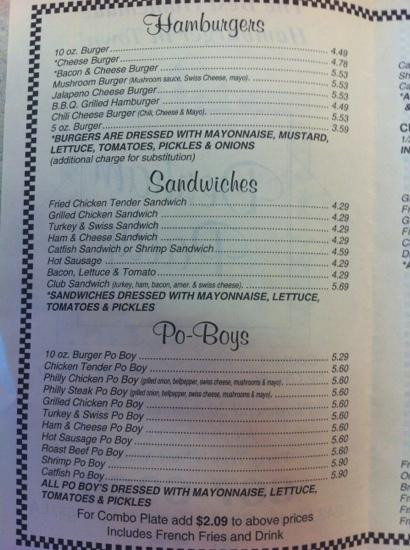 Hamburgers
10 oz. Burger 4.49
*Cheese Burger 4.78
*Bacon & Cheese Burger 5.53
Mushroom Burger (Mushroom sauce, Swiss Cheese, mayo). 5.53
Jalapeno Cheese Burger 5.53
B.B.Q. Grilled Hamburger 4.49
Chili Cheese Burger (Chili, Cheese & Mayo). 5.53
5 oz. Burger 3.59
*BURGERS ARE DRESSED WITH MAYONNAISE, MUSTARD,
LETTUCE, TOMATOES, PICKLES & ONIONS
(additional charge for substitution)
Sandwiches
Fried Chicken Tender Sandwich 4.29
Grilled Chicken Sandwich 4.29
Turkey & Swiss Sandwich 4.29
Ham & Cheese Sandwich 4.29
Catfish Sandwich or Shrimp Sandwich 4.59
Hot Sausage 4.29
Bacon, Lettuce & Tomato 4.29
Club Sandwich (turkey, ham, bacon, amer. & swiss cheese). 5.69
*SANDWICHES DRESSED WITH MAYONNAISE, LETTUCE,
TOMATOES & PICKLES
Po-Boys
10 oz. Burger Po Boy 5.29
Chicken Tender Po Boy 5.60
Philly Chicken Po Boy (grilled onion, bellpepper, swiss cheese, mushrooms & mayo). 5.60
Philly Steak Po Boy (grilled onion, bellpepper, swiss cheese, mushrooms & mayo). 5.60
Grilled Chicken Po Boy 5.60
Turkey & Swiss Po Boy 5.60
Ham & Cheese Po Boy 5.60
Hot Sausage Po Boy 5.60
Roast Beef Po Boy 5.60
Shrimp Po Boy 5.90
Catfish Po Boy 5.90
ALL PO BOY'S DRESSED WITH MAYONNAISE, LETTUCE,
TOMATOES & PICKLES
For Combo Plate add $2.09 to above prices
Includes French Fries and Drink